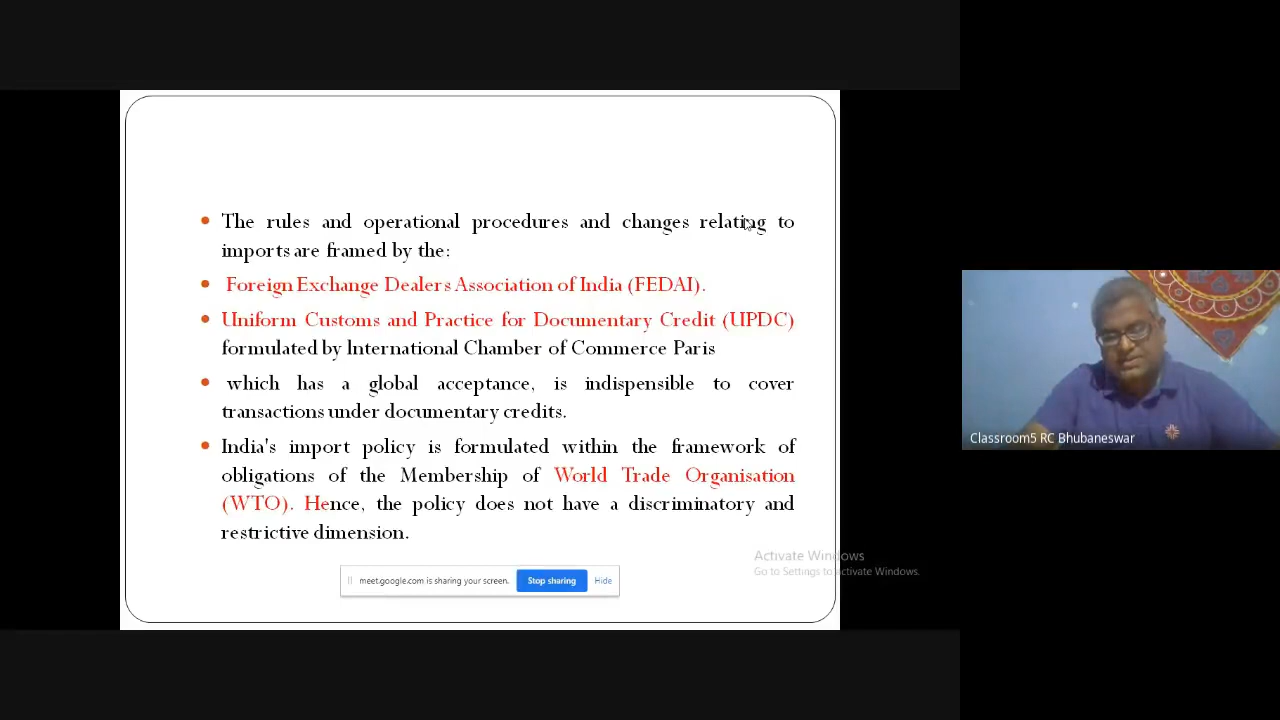 The rules and operational procedures and changes relating to
imports are framed by the:
Foreign Exchange Dealers Association of India (FEDAI).
Uniform Customs and Practice for Documentary Credit (UPDC)
formulated by International Chamber of Commerce Paris
which has a global acceptance, is indispensible to cover
transactions under documentary credits.
India's import policy is formulated within the framework of
obligations of the Membership of World Trade Organisation
(WTO). Hence, the policy does not have a discriminatory and
restrictive dimension.
meet.google.com is sharing your screen. Stop sharing Hide
Activate Windows
Go to Settings to activate Windows.
Classroom5 RC Bhubaneswar